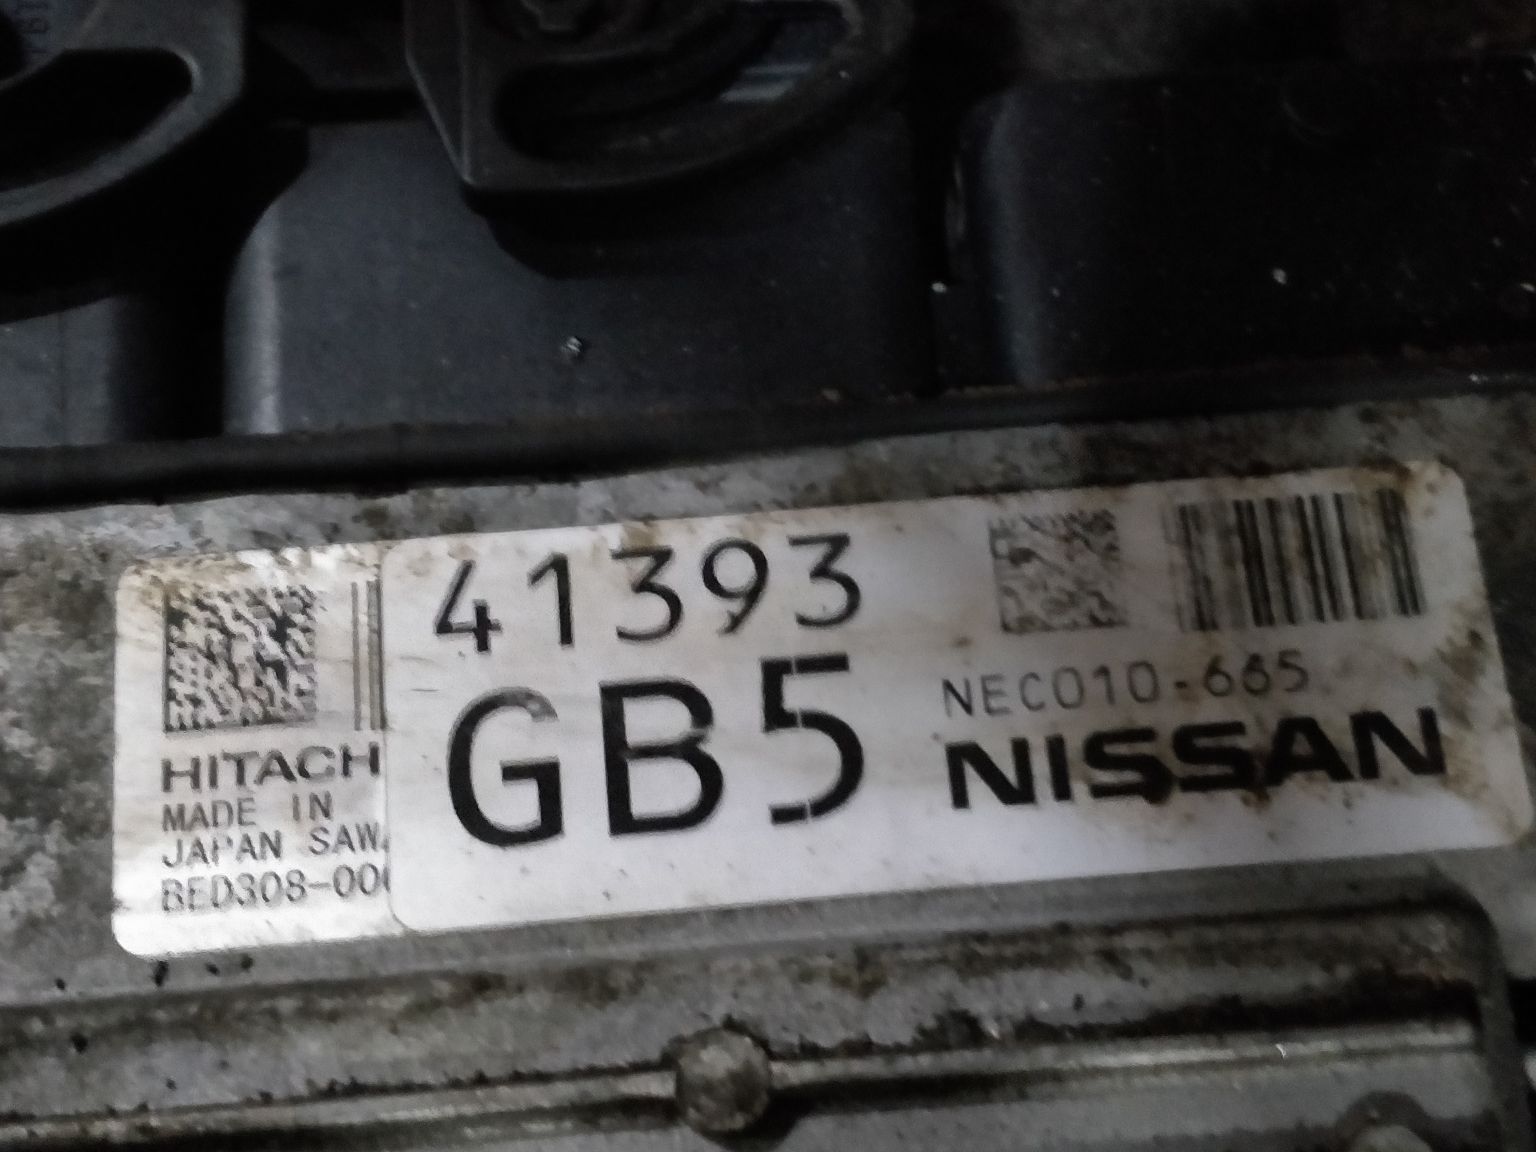 HITACH
MADE IN
JAPAN SAW
BED308-00
41393
GB5
NEC010-665
NISSAN